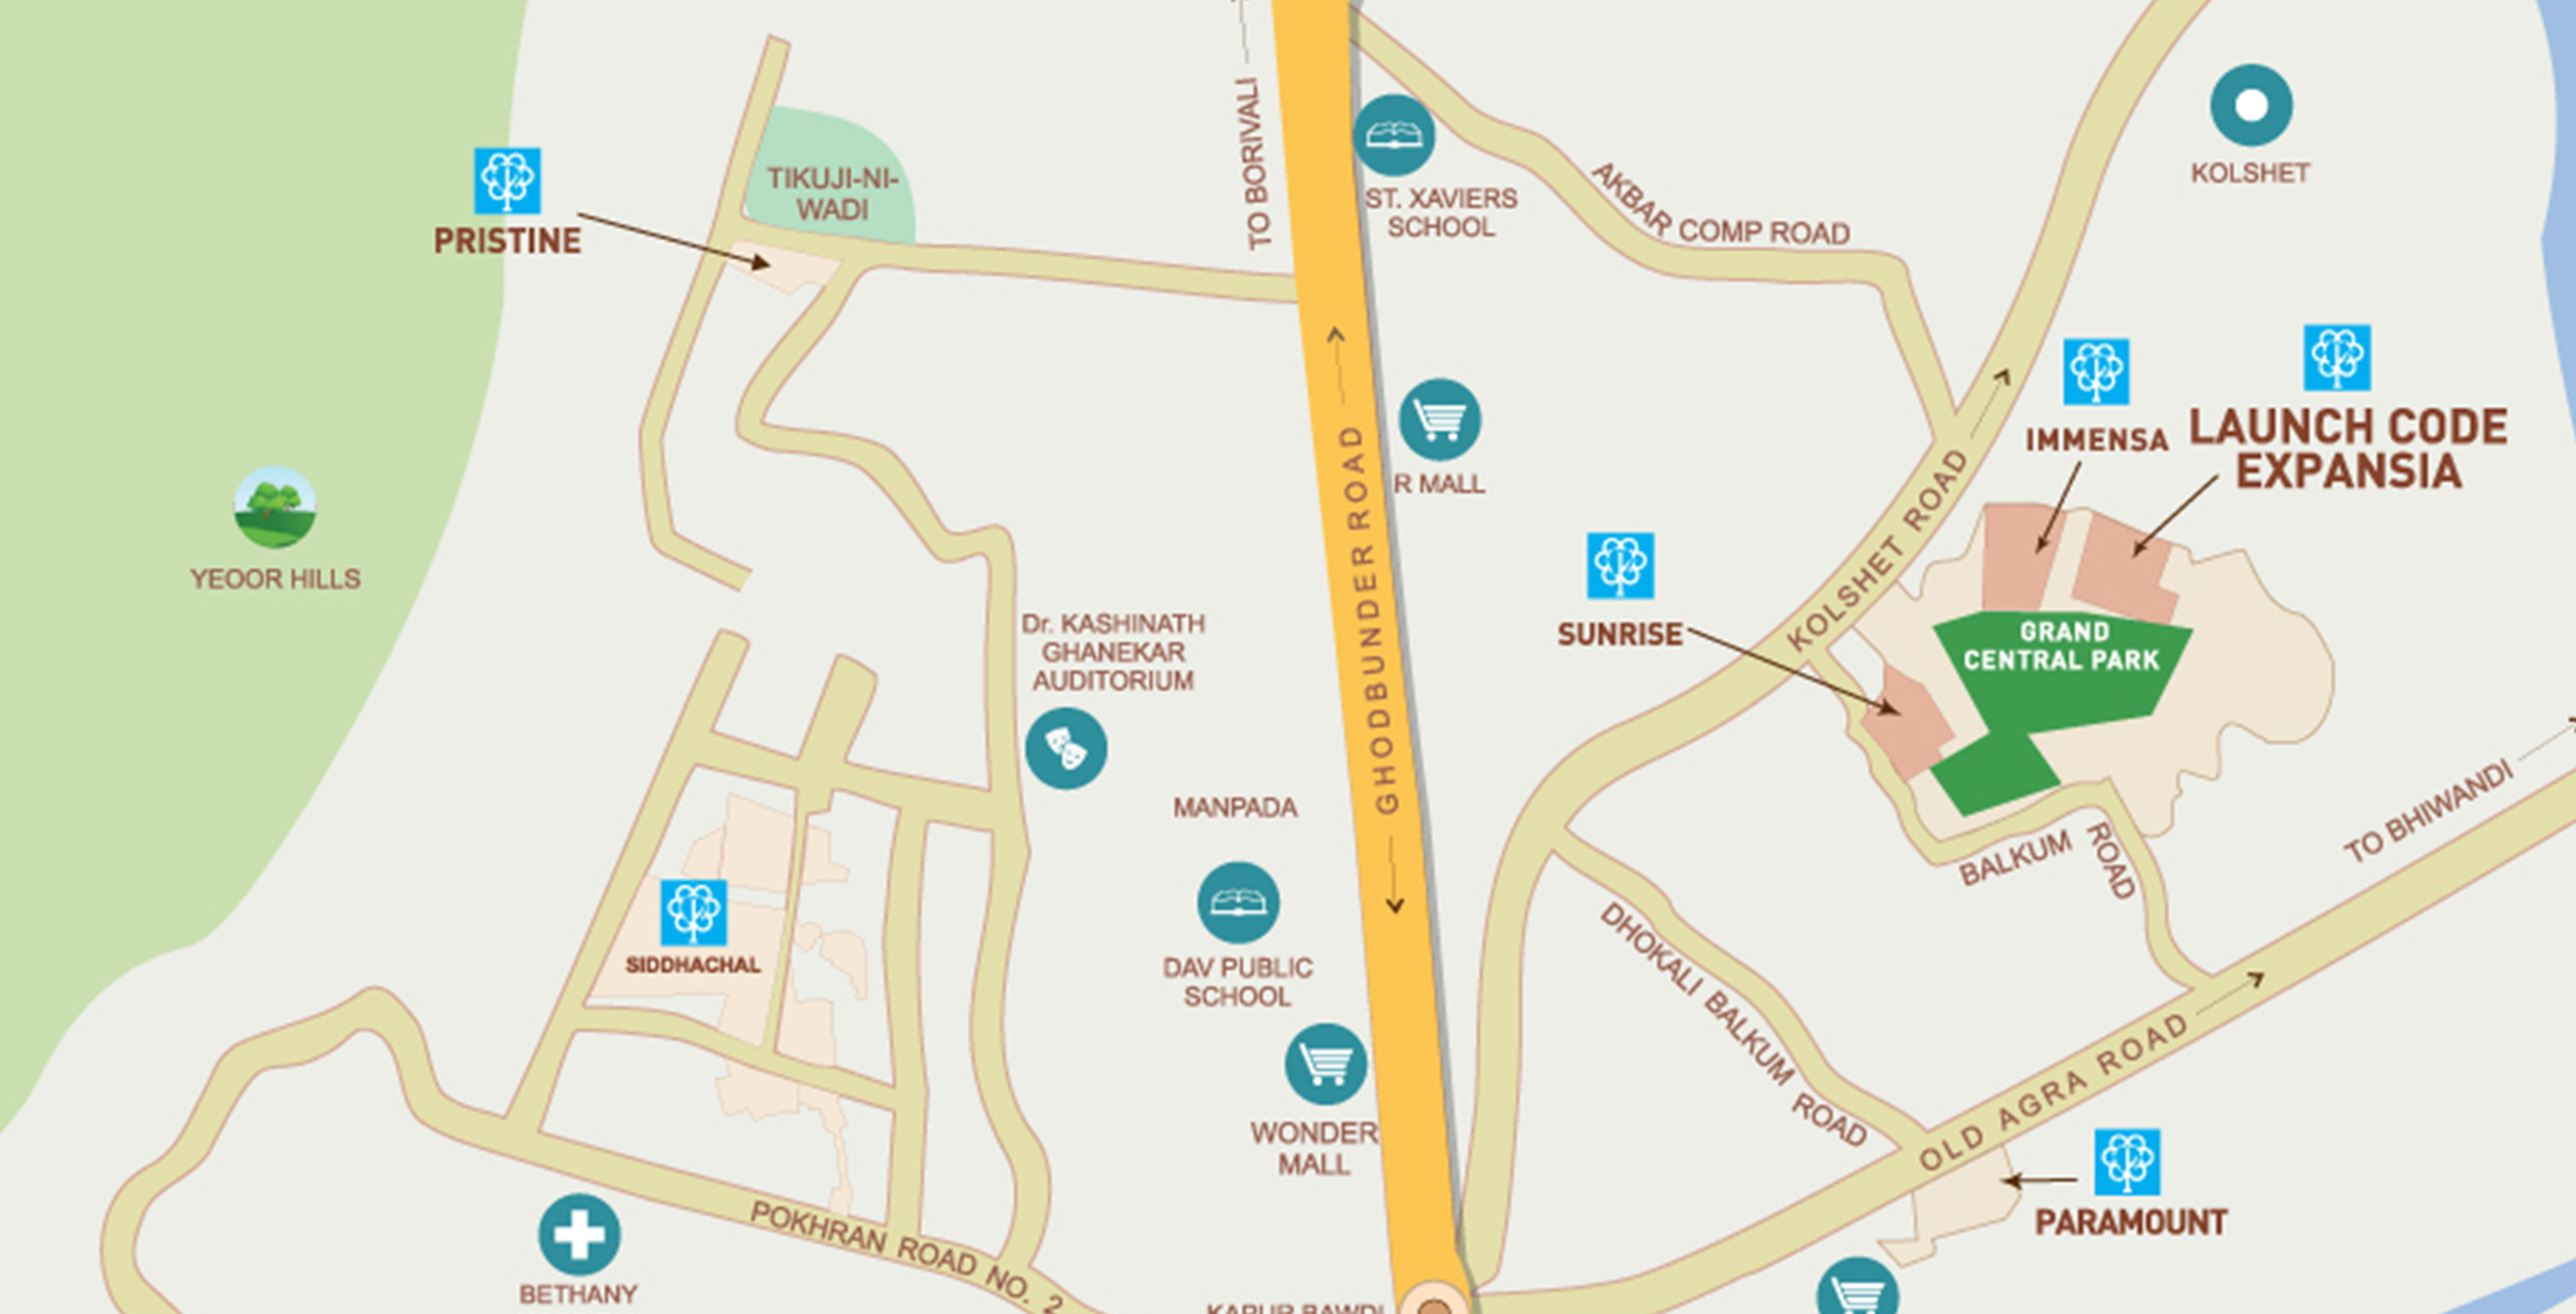 TO BORIVALI
KOLSHET
ST. XAVIERS
SCHOOL
AKBAR COMP ROAD
TIKUJI-NI-
WADI
PRISTINE
IMMENSA
LAUNCH CODE
EXPANSIA
R MALL
GHODBUNDER ROAD
KOLSHET ROAD
YEOOR HILLS
SUNRISE
GRAND
CENTRAL PARK
Dr. KASHINATH
GHANEKAR
AUDITORIUM
MANPADA
TO BHIWANDI
BALKUM ROAD
DHOKALI BALKUM ROAD
SIDDHACHAL
DAV PUBLIC
SCHOOL
WONDER
MALL
OLD AGRA ROAD
PARAMOUNT
POKHRAN ROAD NO. 2
BETHANY
KAPUR BAWDI